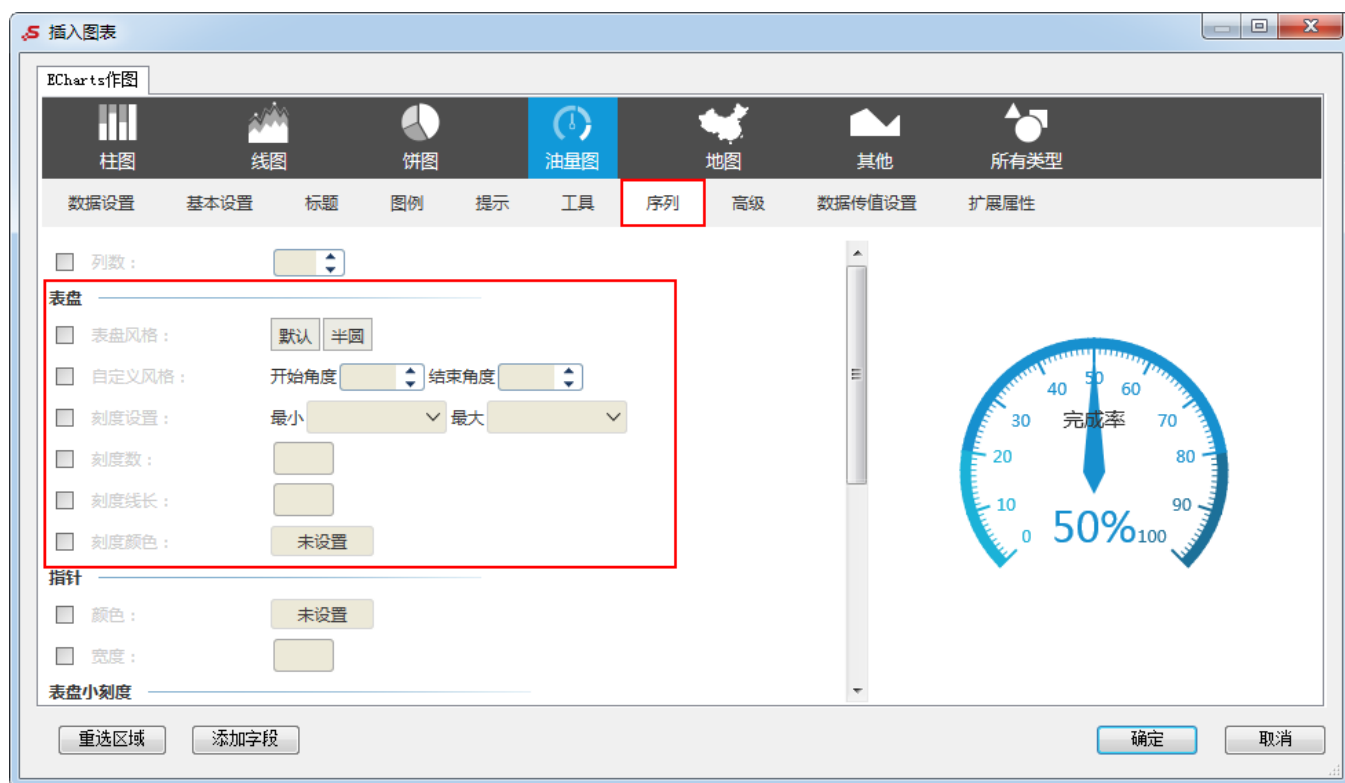 插入图表
ECharts作图
柱图 线图 饼图 油量图 地图 其他 所有类型
数据设置 基本设置 标题 图例 提示 工具 序列 高级 数据传值设置 扩展属性
列数：
表盘
表盘风格： 默认 半圆
自定义风格： 开始角度 结束角度
刻度设置： 最小 最大
刻度数：
刻度线长：
刻度颜色： 未设置
指针
颜色： 未设置
宽度：
表盘小刻度
50
40 60
30 完成率 70
20 80
10 90
0 50% 100
重选区域 添加字段 确定 取消